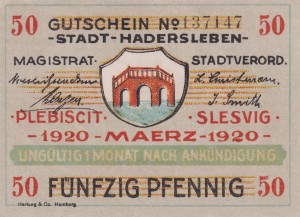 50 GUTSCHEIN No 137147 50
STADT-HADERSLEBEN
MAGISTRAT STADTVERORD.
PLEBISCIT SLESVIG
1920 MAERZ 1920
UNGÜLTIG 1 MONAT NACH ANKÜNDIGUNG
50 FÜNFZIG PFENNIG 50
Hartung & Co. Hamburg.